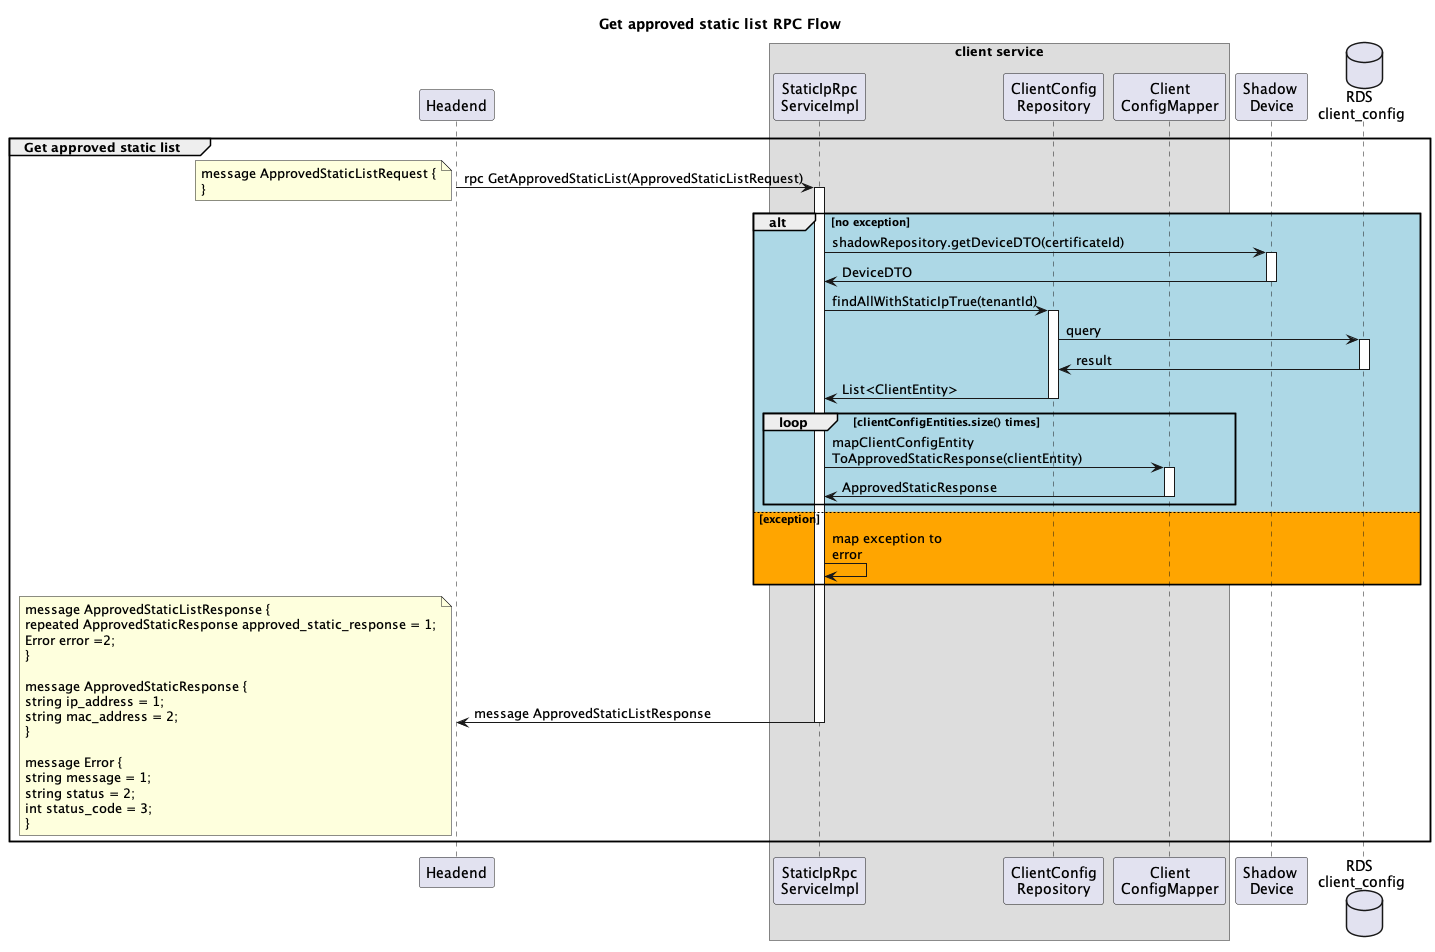 Get approved static list RPC Flow
client service
Headend
StaticIpRpc
ServiceImpl
ClientConfig
Repository
Client
ConfigMapper
Shadow
Device
RDS
client_config
Get approved static list
message ApprovedStaticListRequest {
}
rpc GetApprovedStaticList(ApprovedStaticListRequest)
alt
[no exception]
shadowRepository.getDeviceDTO(certificateId)
DeviceDTO
findAllWithStaticIpTrue(tenantId)
query
result
List<ClientEntity>
loop
[clientConfigEntities.size() times]
mapClientConfigEntity
ToApprovedStaticResponse(clientEntity)
ApprovedStaticResponse
[exception]
map exception to
error
message ApprovedStaticListResponse {
repeated ApprovedStaticResponse approved_static_response = 1;
Error error =2;
}
message ApprovedStaticResponse {
string ip_address = 1;
string mac_address = 2;
}
message Error {
string message = 1;
string status = 2;
int status_code = 3;
}
message ApprovedStaticListResponse
Headend
StaticIpRpc
ServiceImpl
ClientConfig
Repository
Client
ConfigMapper
Shadow
Device
RDS
client_config